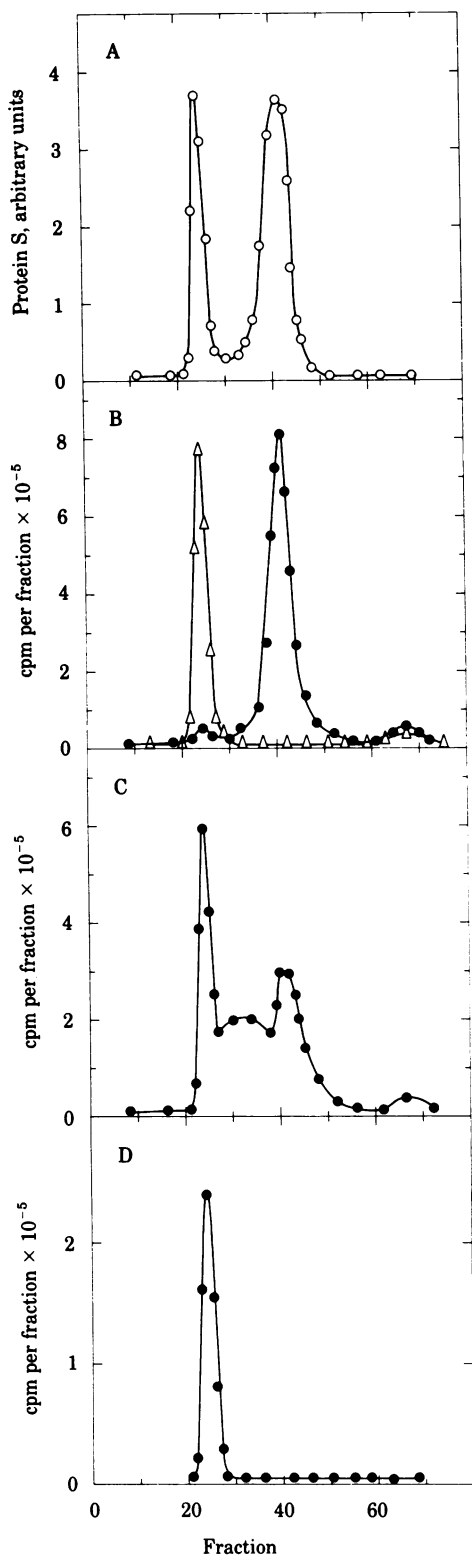 A
Protein S, arbitrary units
4
3
2
1
0
B
cpm per fraction × 10⁻⁵
8
6
4
2
0
C
cpm per fraction × 10⁻⁵
6
4
2
0
D
cpm per fraction × 10⁻⁵
2
1
0
0 20 40 60
Fraction